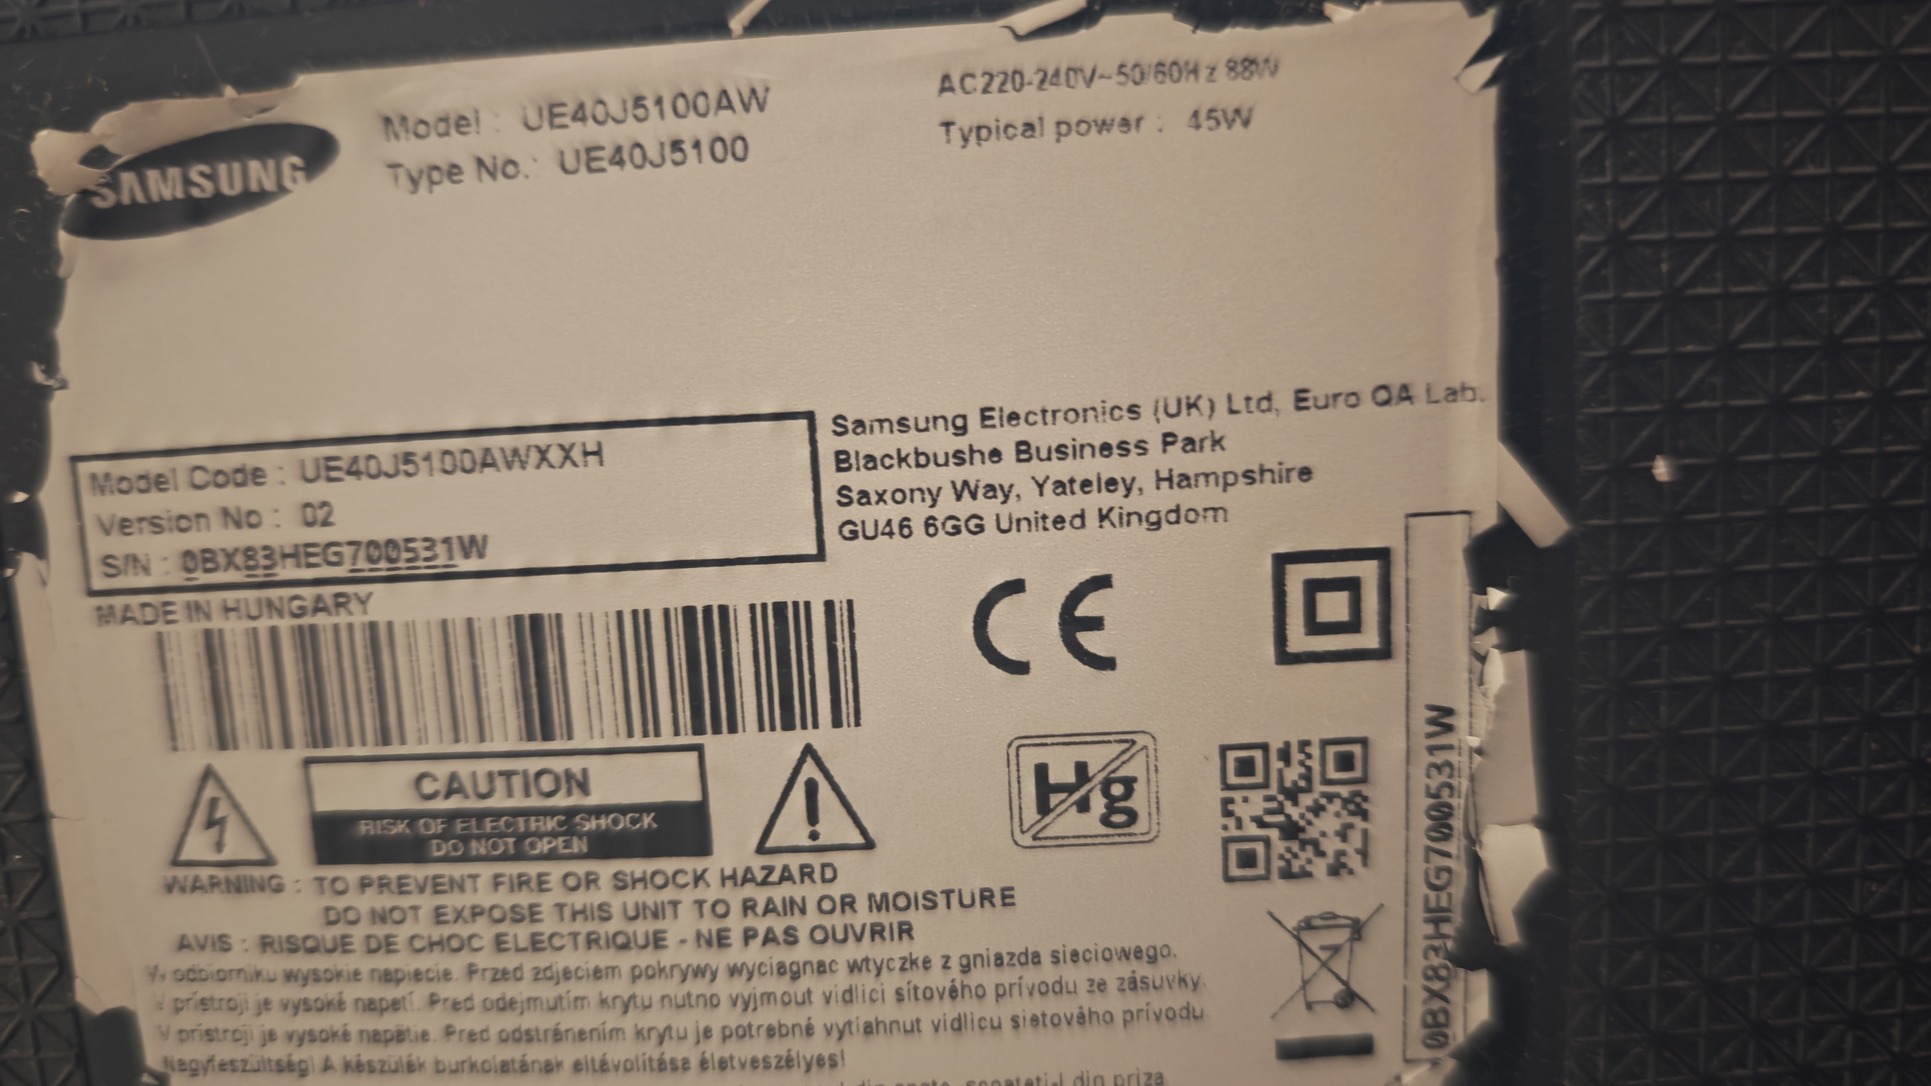 SAMSUNG
Model : UE40J5100AW
Type No. : UE40J5100
AC220-240V~50/60Hz 88W
Typical power : 45W
Model Code : UE40J5100AWXXH
Version No : 02
S/N : 0BX83HEG700531W
MADE IN HUNGARY
Samsung Electronics (UK) Ltd, Euro QA Lab.
Blackbushe Business Park
Saxony Way, Yateley, Hampshire
GU46 6GG United Kingdom
CE
Hg
0BX83HEG700531W
CAUTION
RISK OF ELECTRIC SHOCK
DO NOT OPEN
WARNING : TO PREVENT FIRE OR SHOCK HAZARD
DO NOT EXPOSE THIS UNIT TO RAIN OR MOISTURE
AVIS : RISQUE DE CHOC ELECTRIQUE - NE PAS OUVRIR
W odbiorniku wysokie napiecie. Przed zdjeciem pokrywy wyciagnac wtyczke z gniazda sieciowego.
V prístroji je vysoké napetí. Pred odejmutím krytu nutno vyjmout vidlici sítového prívodu ze zásuvky.
V prístroji je vysoké napätie. Pred odstránením krytu je potrebné vytiahnut vidlicu sietového prívodu
Nagyfeszültség! A készülék burkolatának eltávolítása életveszélyes!
din priza